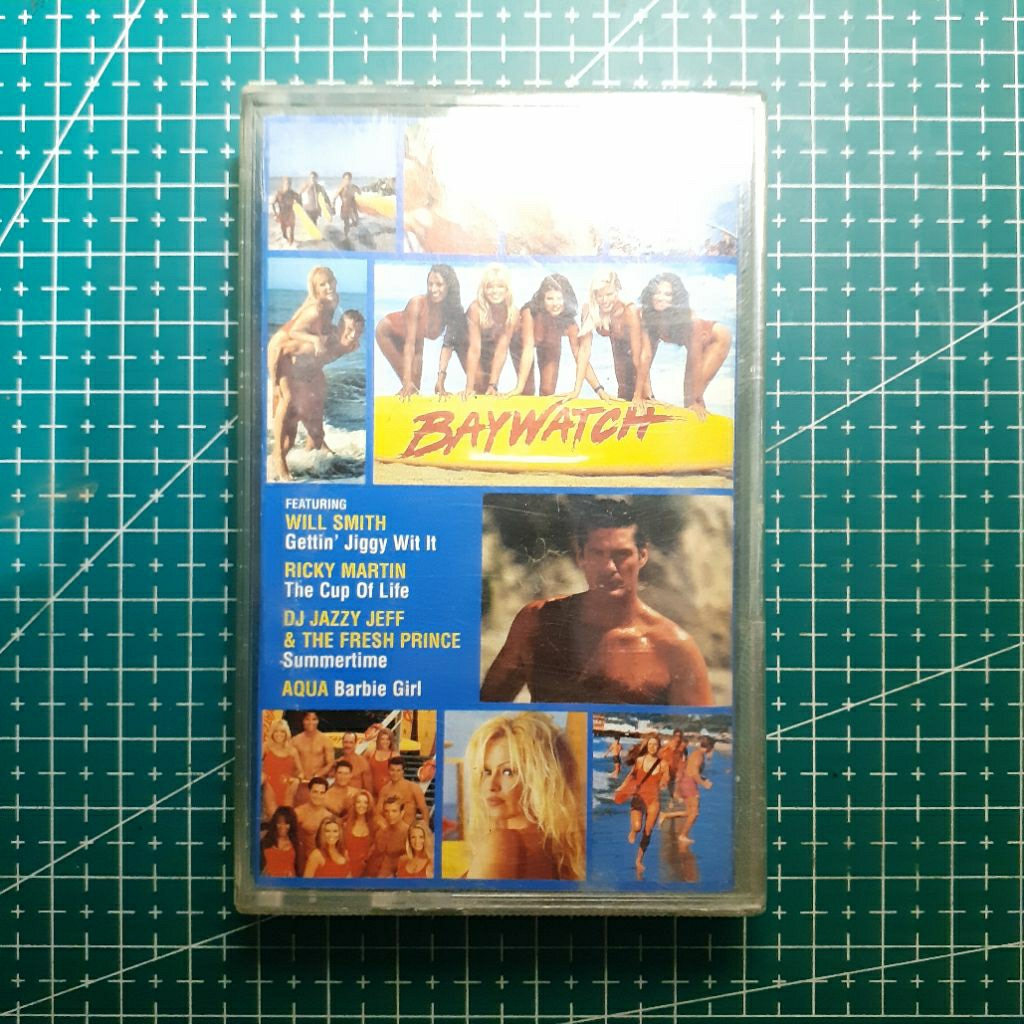 BAYWATCH
FEATURING
WILL SMITH
Gettin' Jiggy Wit It
RICKY MARTIN
The Cup Of Life
DJ JAZZY JEFF
& THE FRESH PRINCE
Summertime
AQUA Barbie Girl